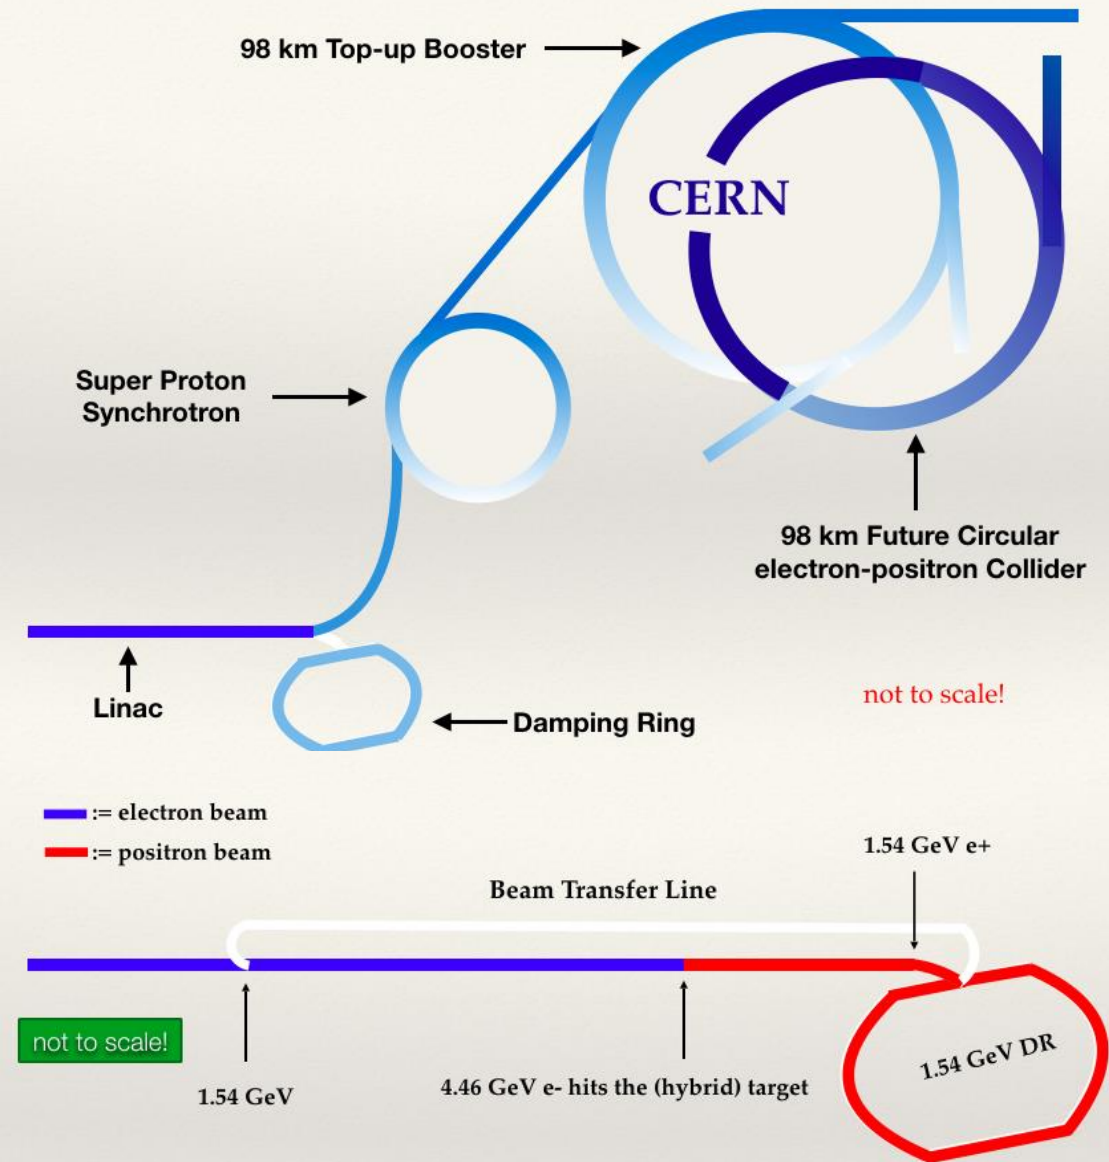 98 km Top-up Booster
CERN
Super Proton
Synchrotron
98 km Future Circular
electron-positron Collider
Linac
not to scale!
Damping Ring
:= electron beam
:= positron beam
1.54 GeV e+
Beam Transfer Line
not to scale!
1.54 GeV DR
1.54 GeV
4.46 GeV e- hits the (hybrid) target